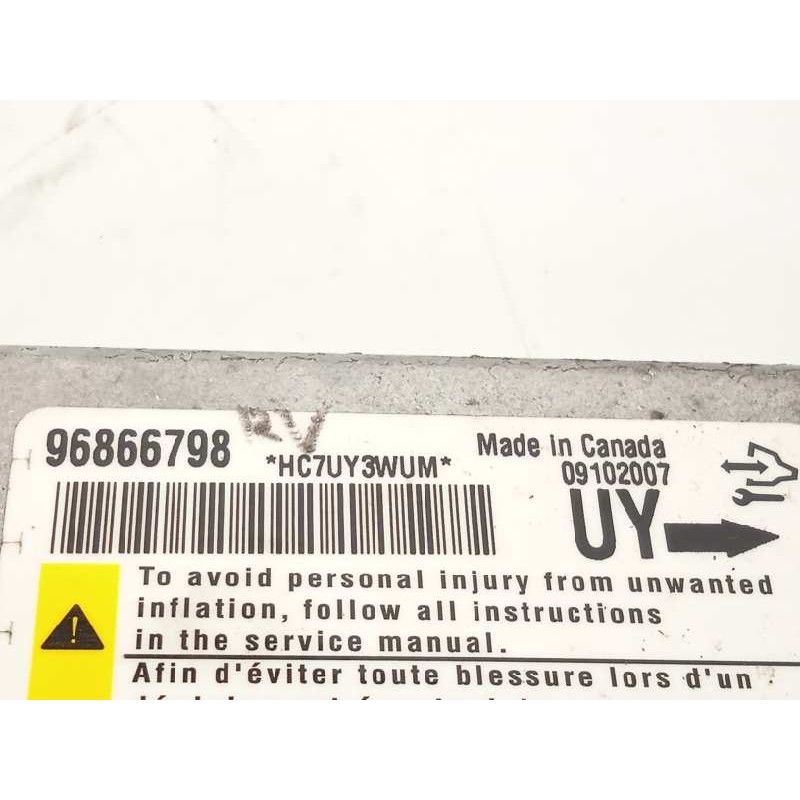 RV
96866798
*HC7UY3WUM*
Made in Canada
09102007
UY
To avoid personal injury from unwanted
inflation, follow all instructions
in the service manual.
Afin d'éviter toute blessure lors d'un